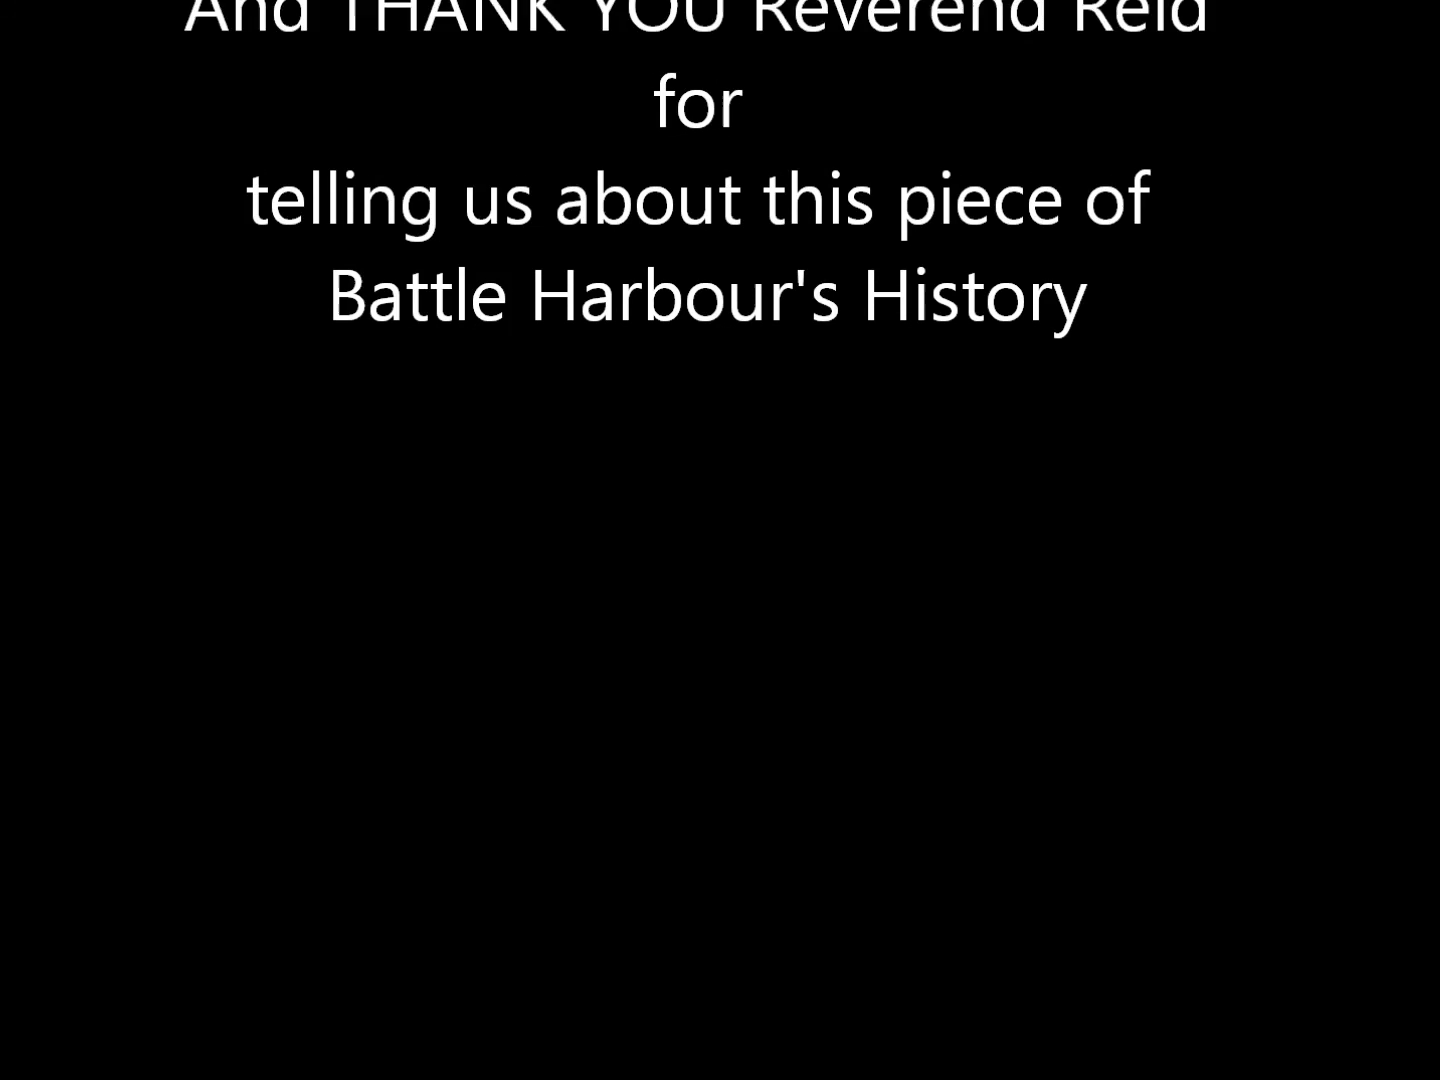 And THANK YOU Reverend Reid
for
telling us about this piece of
Battle Harbour's History